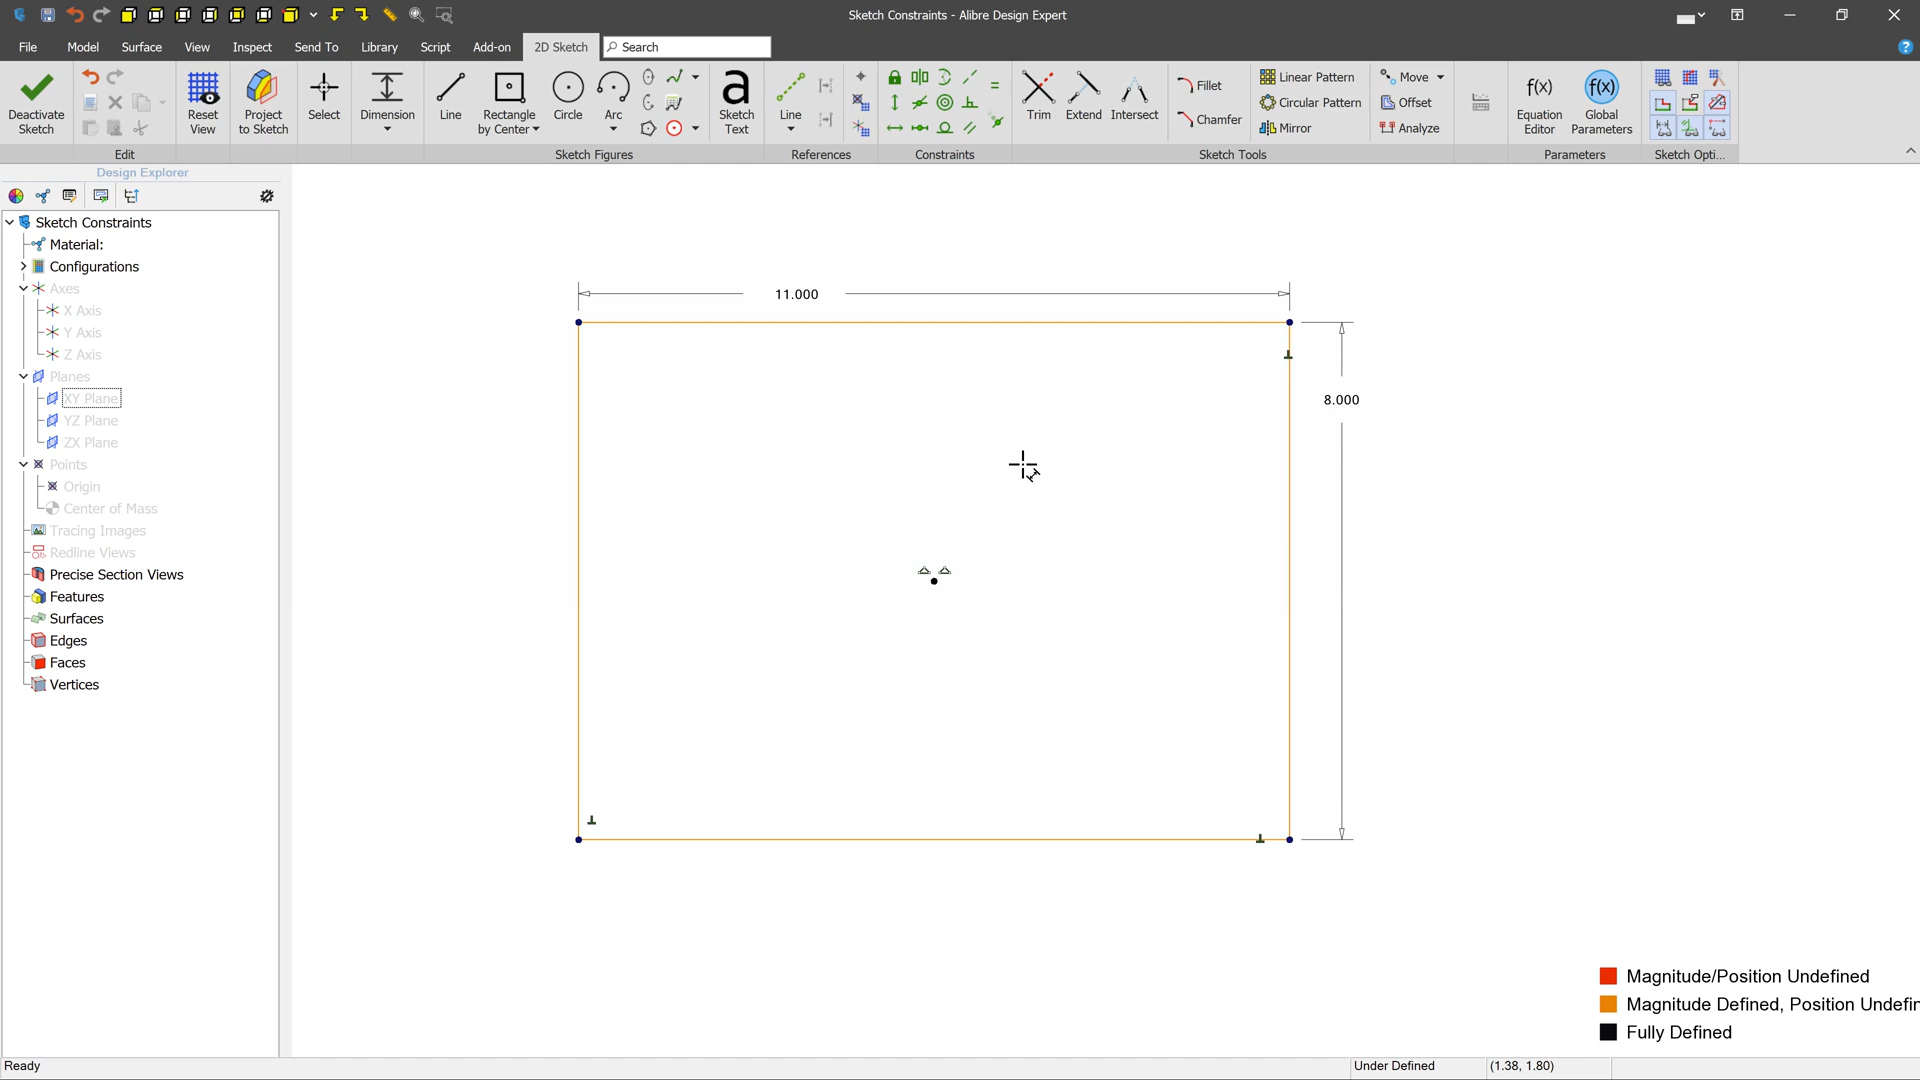 Sketch Constraints - Alibre Design Expert
File Model Surface View Inspect Send To Library Script Add-on 2D Sketch Search
Deactivate Sketch
Reset View
Project to Sketch
Select
Dimension
Line
Rectangle by Center
Circle
Arc
Sketch Text
Line
Trim
Extend
Intersect
Fillet
Chamfer
Linear Pattern
Circular Pattern
Mirror
Move
Offset
Analyze
Equation Editor
Global Parameters
Edit
Sketch Figures
References
Constraints
Sketch Tools
Parameters
Sketch Opti...
Design Explorer
Sketch Constraints
Material:
Configurations
Axes
X Axis
Y Axis
Z Axis
Planes
XY Plane
YZ Plane
ZX Plane
Points
Origin
Center of Mass
Tracing Images
Redline Views
Precise Section Views
Features
Surfaces
Edges
Faces
Vertices
11.000
8.000
Magnitude/Position Undefined
Magnitude Defined, Position Undefin
Fully Defined
Ready
Under Defined
(1.38, 1.80)